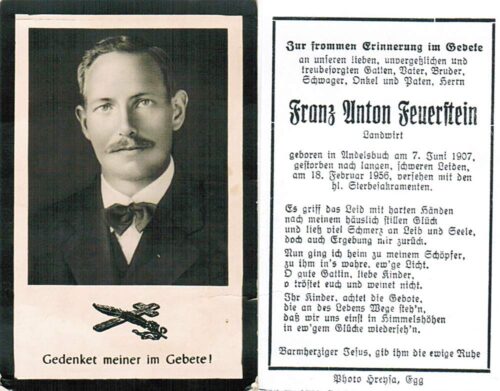 Gedenket meiner im Gebete!
Zur frommen Erinnerung im Gebete
an unseren lieben, unvergeßlichen und
treubesorgten Gatten, Vater, Bruder,
Schwager, Onkel und Paten, Herrn
Franz Anton Feuerstein
Landwirt
geboren in Andelsbuch am 7. Juni 1907,
gestorben nach langen, schweren Leiden,
am 18. Februar 1956, versehen mit den
hl. Sterbesakramenten.
Es griff das Leid mit harten Händen
nach meinem häuslich stillen Glück
und ließ viel Schmerz an Leib und Seele,
doch auch Ergebung mir zurück.
Nun ging ich heim zu meinem Schöpfer,
zu ihm in's wahre, ew'ge Licht.
O gute Gattin, liebe Kinder,
o tröstet euch und weinet nicht.
Ihr Kinder, achtet die Gebote,
die an des Lebens Wege steh'n,
daß wir uns einst in Himmelshöhen
in ew'gem Glücke wiederseh'n.
Barmherziger Jesus, gib ihm die ewige Ruhe
Photo Hreysa, Egg